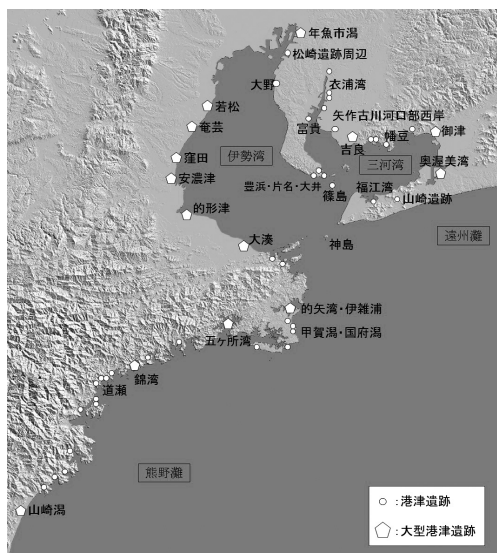 年魚市潟
松崎遺跡周辺
大野
衣浦湾
若松
矢作古川河口部西岸
富貴
幡豆
御津
奄芸
吉良
伊勢湾
三河湾
奥渥美湾
窪田
安濃津
豊浜・片名・大井
篠島
福江湾
山崎遺跡
的形津
大湊
神島
遠州灘
的矢湾・伊雑浦
甲賀潟・国府潟
五ヶ所湾
錦湾
道瀬
熊野灘
山崎潟
○：港津遺跡
：大型港津遺跡